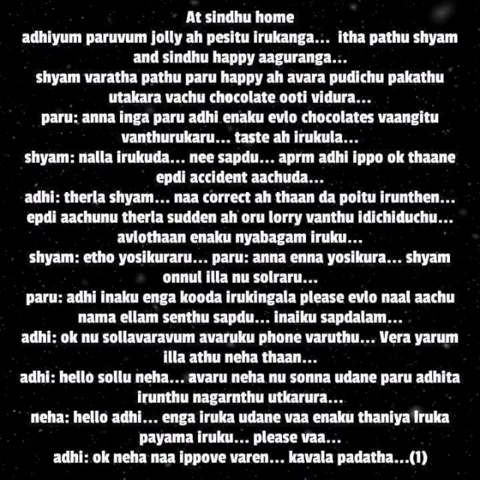 At sindhu home
adhiyum paruvum jolly ah pesitu irukanga... itha pathu shyam
and sindhu happy aaguranga...
shyam varatha pathu paru happy ah avara pudichu pakathu
utakara vachu chocolate ooti vidura...
paru: anna inga paru adhi enaku evlo chocolates vaangitu
vanthurukaru... taste ah irukula...
shyam: nalla irukuda... nee sapdu... aprm adhi ippo ok thaane
epdi accident aachuda...
adhi: therla shyam... naa correct ah thaan da poitu irunthen...
epdi aachunu therla sudden ah oru lorry vanthu idichiduchu...
avlothaan enaku nyabagam iruku...
shyam: etho yosikuraru... paru: anna enna yosikura... shyam
onnul illa nu solraru...
paru: adhi inaku enga kooda irukingala please evlo naal aachu
nama ellam senthu sapdu... inaiku sapdalam...
adhi: ok nu sollavaravum avaruku phone varuthu... Vera yarum
illa athu neha thaan...
adhi: hello sollu neha... avaru neha nu sonna udane paru adhita
irunthu nagarnthu utkarura...
neha: hello adhi... enga iruka udane vaa enaku thaniya iruka
payama iruku... please vaa...
adhi: ok neha naa ippove varen... kavala padatha...(1)